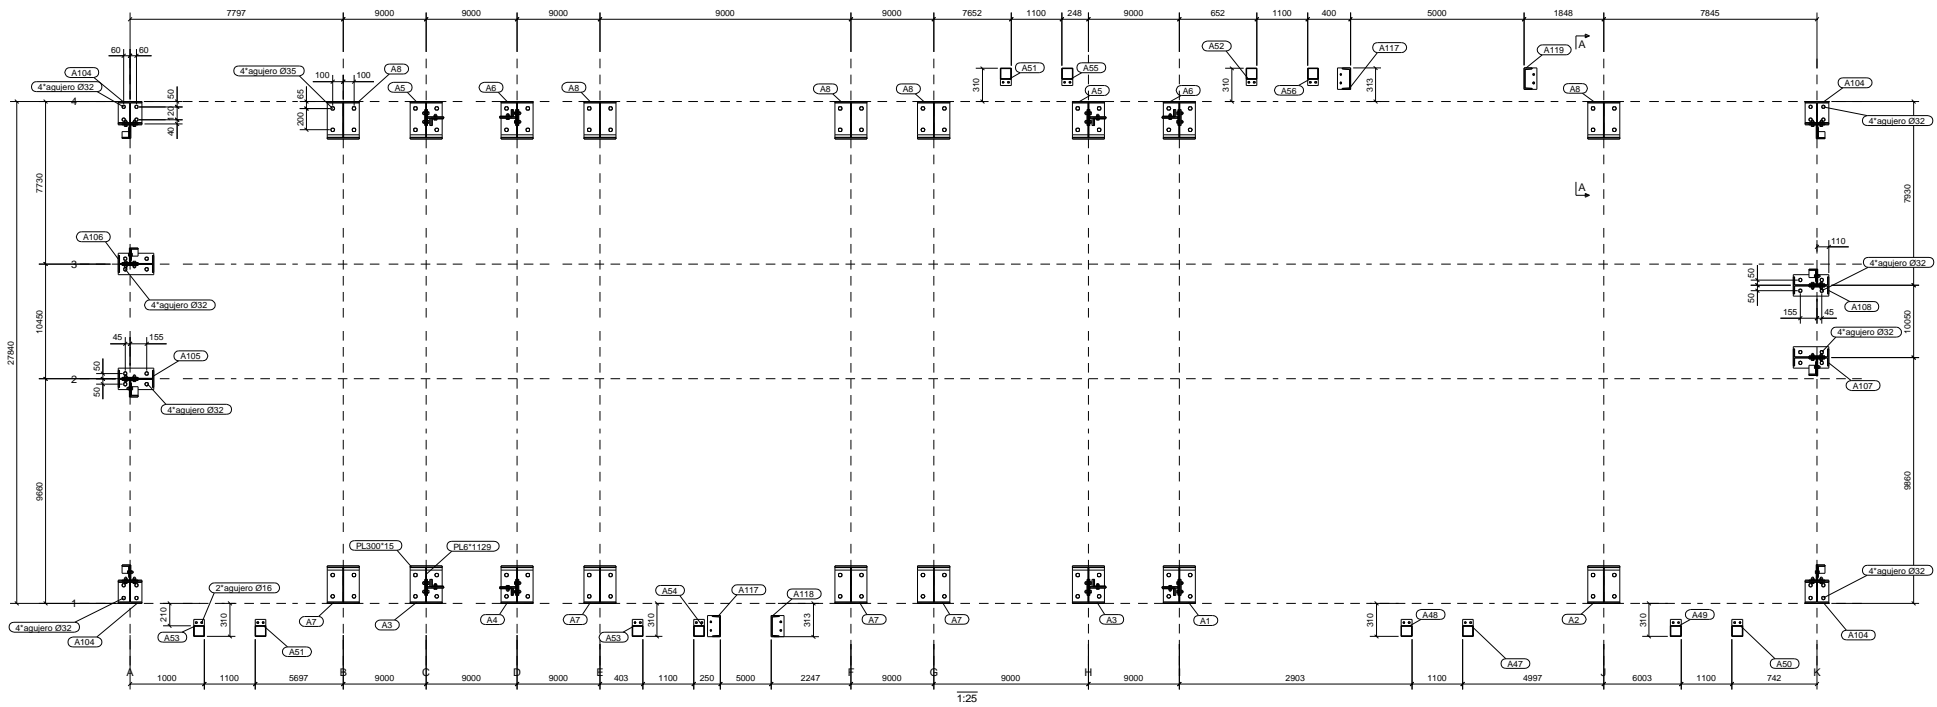 7797 9000 9000 9000 9000 9000 7652 1100 248 9000 652 1100 400 5000 1848 7845
60 60
A104
4*agujero Ø32
50
120
40
4
4*agujero Ø35
100 100
A8
65
200
A5
A6
A8
A8
A8
310
A51
A55
A5
A6
A52
310
A56
A117
313
A119
A
A8
A104
4*agujero Ø32
7730
A
7930
A106
3
4*agujero Ø32
110
4*agujero Ø32
50
50
A108
155 45
10450
27840
10050
45 155
50
A105
2
50
4*agujero Ø32
4*agujero Ø32
A107
9660
9860
PL300*15
PL6*1129
1
4*agujero Ø32
A104
2*agujero Ø16
210
310
A53
A51
A7
A3
A4
A7
A53
310
A54
A117
A118
313
A7
A7
A3
A1
310
A48
A47
A2
310
A49
A50
4*agujero Ø32
A104
A B C D E F G H I J K
1000 1100 5697 9000 9000 9000 403 1100 250 5000 2247 9000 9000 9000 2903 1100 4997 6003 1100 742
1:25